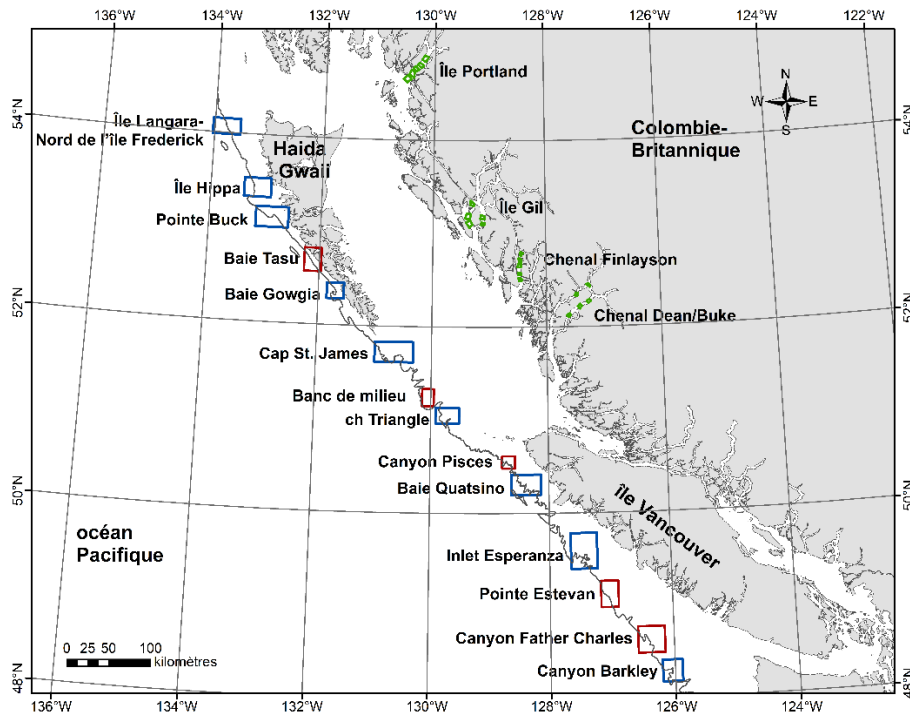 136°W 134°W 132°W 130°W 128°W 126°W 124°W 122°W
N
W E
S
54°N
54°N
52°N
52°N
50°N
50°N
48°N
48°N
Île Portland
Île Langara-
Nord de l'île Frederick
Colombie-
Britannique
Haida
Gwaii
Île Hippa
Île Gil
Pointe Buck
Baie Tasu
Chenal Finlayson
Baie Gowgia
Chenal Dean/Buke
Cap St. James
Banc de milieu
ch Triangle
Canyon Pisces
Baie Quatsino
île Vancouver
océan
Pacifique
Inlet Esperanza
Pointe Estevan
Canyon Father Charles
Canyon Barkley
0 25 50 100
kilomètres
136°W 134°W 132°W 130°W 128°W 126°W 124°W